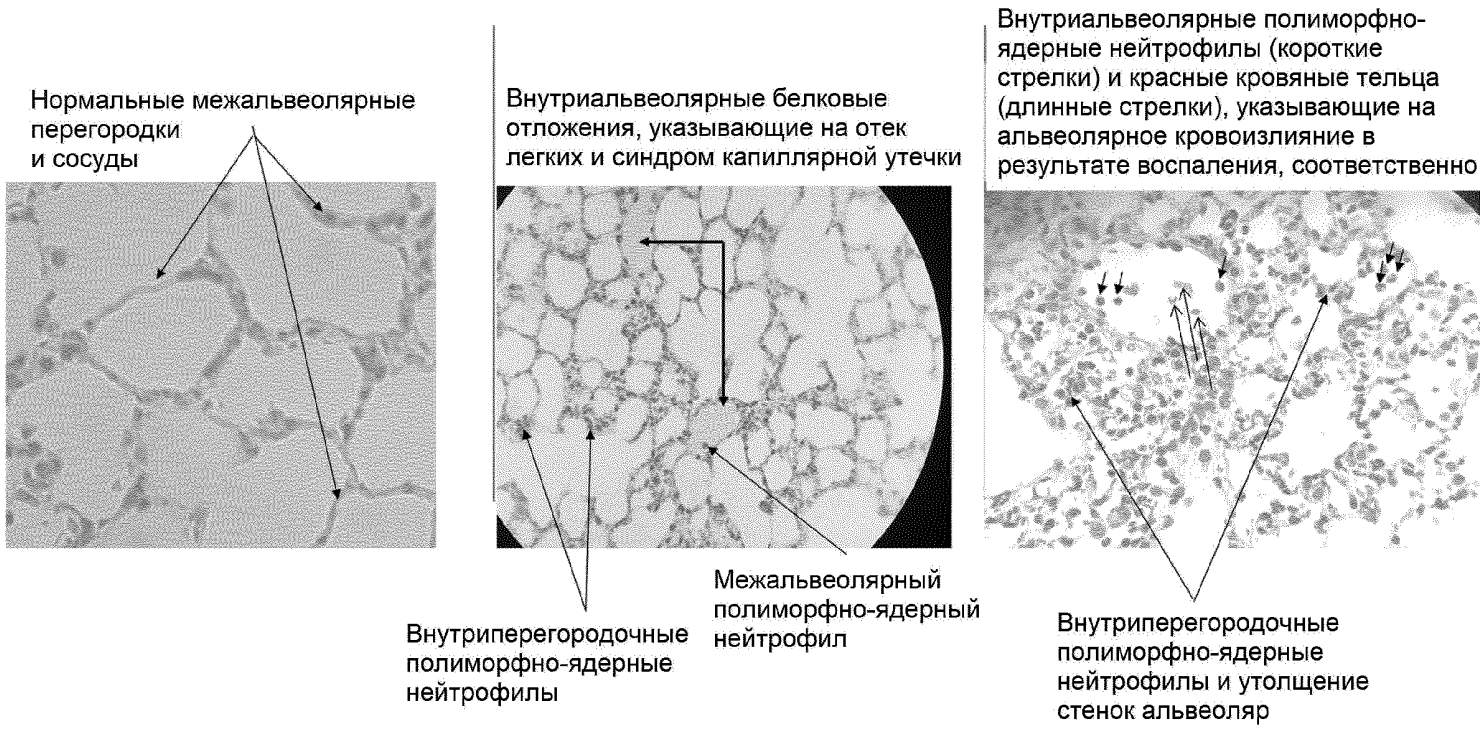 Нормальные межальвеолярные
перегородки
и сосуды
Внутриальвеолярные белковые
отложения, указывающие на отек
легких и синдром капиллярной утечки
Внутриальвеолярные полиморфно-
ядерные нейтрофилы (короткие
стрелки) и красные кровяные тельца
(длинные стрелки), указывающие на
альвеолярное кровоизлияние в
результате воспаления, соответственно
Внутриперегородочные
полиморфно-ядерные
нейтрофилы
Межальвеолярный
полиморфно-ядерный
нейтрофил
Внутриперегородочные
полиморфно-ядерные
нейтрофилы и утолщение
стенок альвеоляр